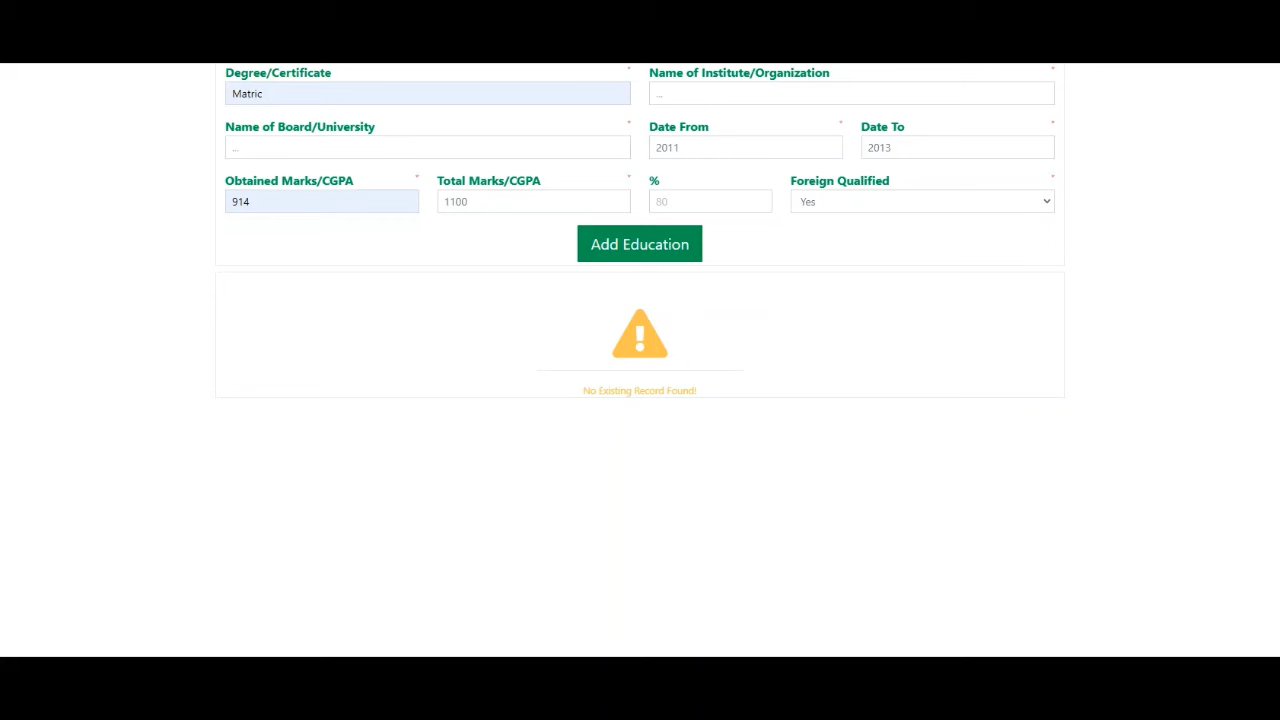 Degree/Certificate * Name of Institute/Organization *
Matric ...
Name of Board/University * Date From * Date To *
... 2011 2013
Obtained Marks/CGPA * Total Marks/CGPA * % Foreign Qualified *
914 1100 80 Yes
Add Education
No Existing Record Found!